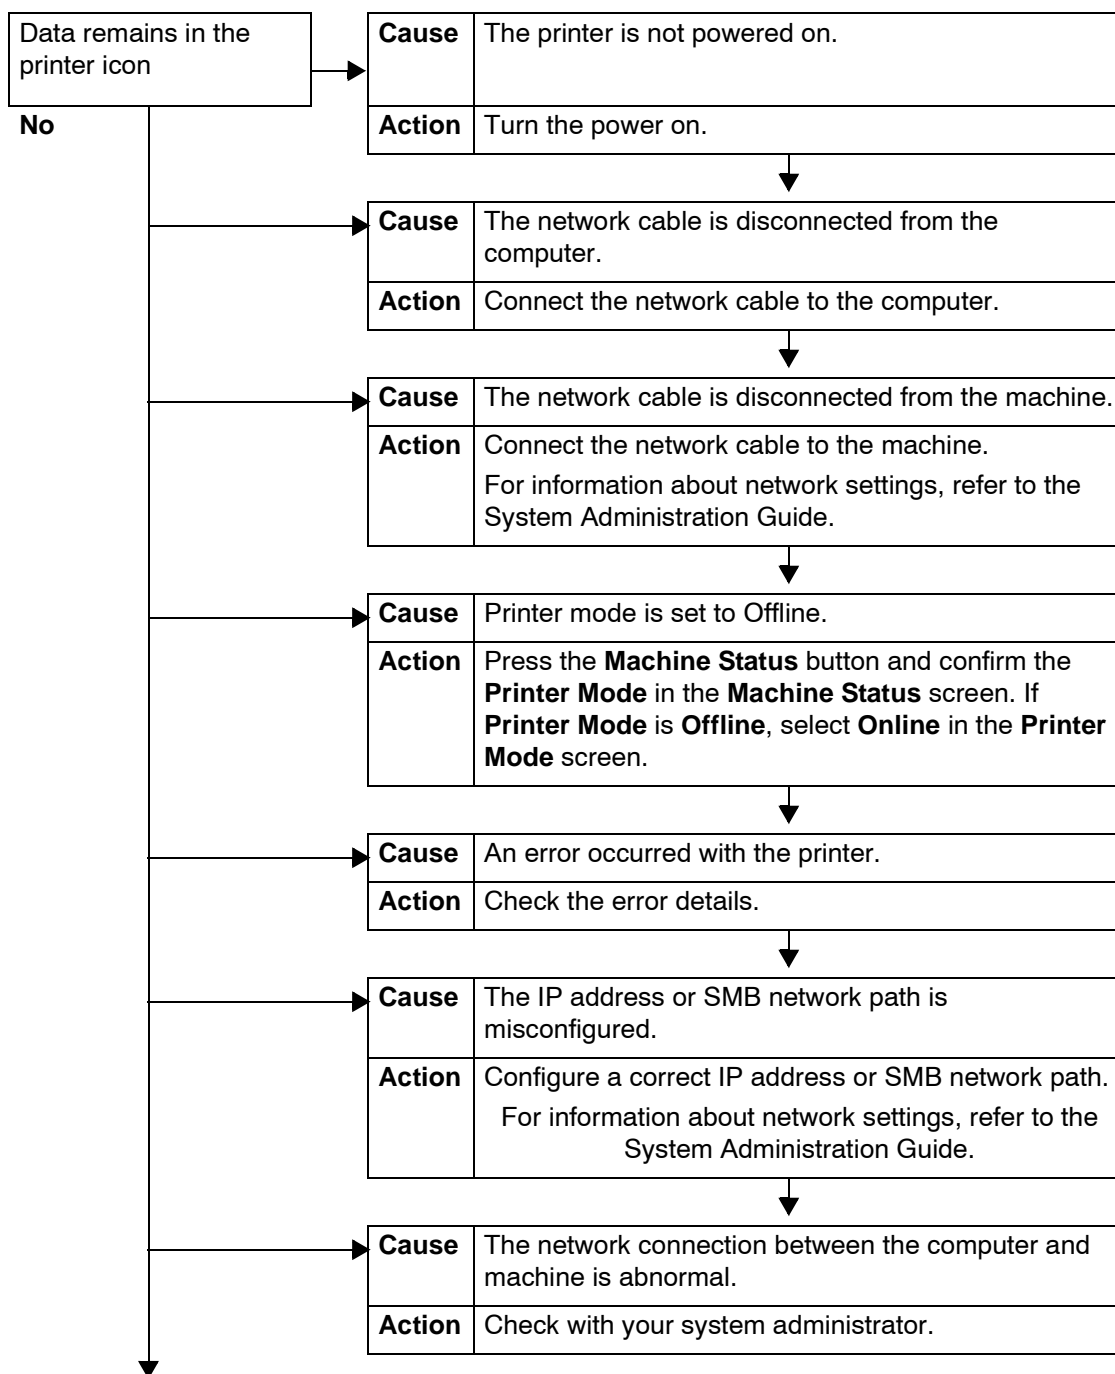 Data remains in the
printer icon
No
Cause The printer is not powered on.
Action Turn the power on.
Cause The network cable is disconnected from the
computer.
Action Connect the network cable to the computer.
Cause The network cable is disconnected from the machine.
Action Connect the network cable to the machine.
For information about network settings, refer to the
System Administration Guide.
Cause Printer mode is set to Offline.
Action Press the Machine Status button and confirm the
Printer Mode in the Machine Status screen. If
Printer Mode is Offline, select Online in the Printer
Mode screen.
Cause An error occurred with the printer.
Action Check the error details.
Cause The IP address or SMB network path is
misconfigured.
Action Configure a correct IP address or SMB network path.
For information about network settings, refer to the
System Administration Guide.
Cause The network connection between the computer and
machine is abnormal.
Action Check with your system administrator.